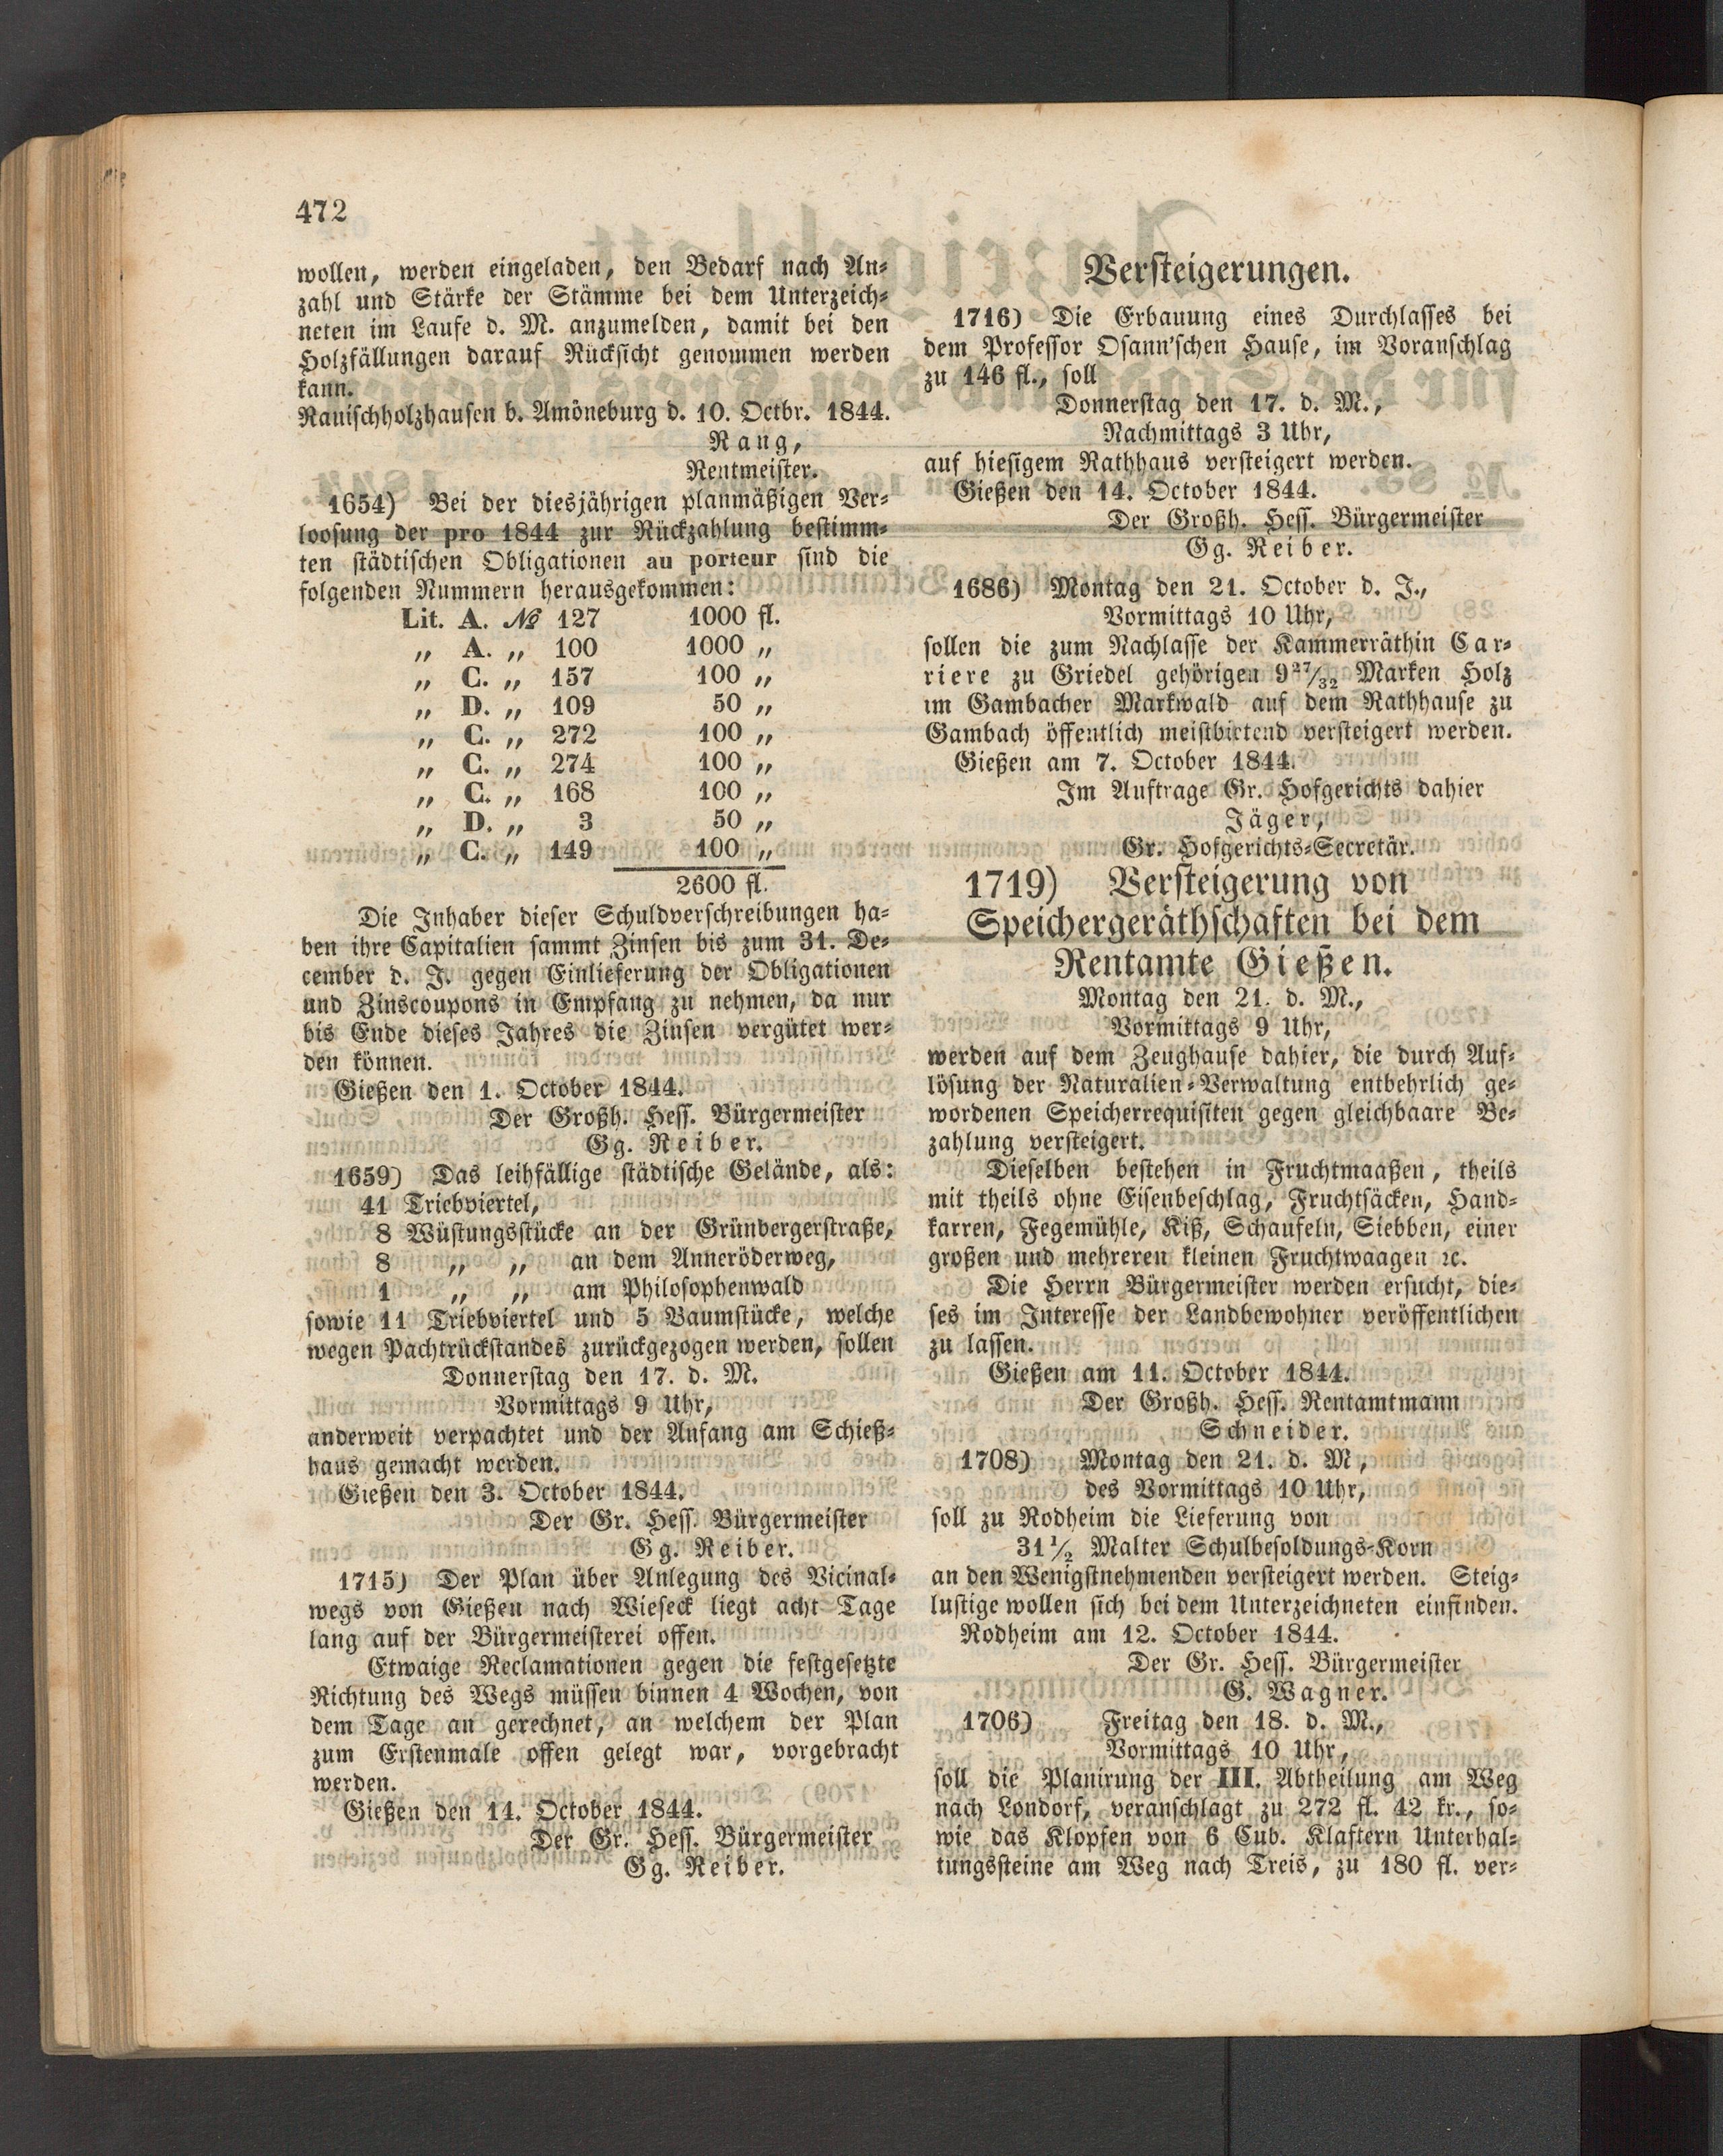 472
wollen, werden eingeladen, den Bedarf nach An-
zahl und Stärke der Stämme bei dem Unterzeich-
neten im Laufe d. M. anzumelden, damit bei den
Holzfällungen darauf Rücksicht genommen werden
kann.
Rauischholzhausen b. Amöneburg d. 10. Octbr. 1844.
Rang,
Rentmeister.
1654) Bei der diesjährigen planmäßigen Ver-
loosung der pro 1844 zur Rückzahlung bestimm-
ten städtischen Obligationen au porteur sind die
folgenden Nummern herausgekommen:
Lit. A. № 127 1000 fl.
„ A. „ 100 1000 „
„ C. „ 157 100 „
„ D. „ 109 50 „
„ C. „ 272 100 „
„ C. „ 274 100 „
„ C. „ 168 100 „
„ D. „ 3 50 „
„ C. „ 149 100 „
2600 fl.
Die Inhaber dieser Schuldverschreibungen ha-
ben ihre Capitalien sammt Zinsen bis zum 31. De-
cember d. J. gegen Einlieferung der Obligationen
und Zinscoupons in Empfang zu nehmen, da nur
bis Ende dieses Jahres die Zinsen vergütet wer-
den können.
Gießen den 1. October 1844.
Der Großh. Hess. Bürgermeister
Gg. Reiber.
1659) Das leihfällige städtische Gelände, als:
41 Triebviertel,
8 Wüstungsstücke an der Grünbergerstraße,
8 „ „ an dem Anneröderweg,
1 „ „ am Philosophenwald
sowie 11 Triebviertel und 5 Baumstücke, welche
wegen Pachtrückstandes zurückgezogen werden, sollen
Donnerstag den 17. d. M.
Vormittags 9 Uhr,
anderweit verpachtet und der Anfang am Schieß-
haus gemacht werden.
Gießen den 3. October 1844.
Der Gr. Hess. Bürgermeister
Gg. Reiber.
1715) Der Plan über Anlegung des Vicinal-
wegs von Gießen nach Wieseck liegt acht Tage
lang auf der Bürgermeisterei offen.
Etwaige Reclamationen gegen die festgesetzte
Richtung des Wegs müssen binnen 4 Wochen, von
dem Tage an gerechnet, an welchem der Plan
zum Erstenmale offen gelegt war, vorgebracht
werden.
Gießen den 14. October 1844.
Der Gr. Hess. Bürgermeister
Gg. Reiber.
Versteigerungen.
1716) Die Erbauung eines Durchlasses bei
dem Professor Osann'schen Hause, im Voranschlag
zu 146 fl., soll
Donnerstag den 17. d. M.,
Nachmittags 3 Uhr,
auf hiesigem Rathhaus versteigert werden.
Gießen den 14. October 1844.
Der Großh. Hess. Bürgermeister
Gg. Reiber.
1686) Montag den 21. October d. J.,
Vormittags 10 Uhr,
sollen die zum Nachlasse der Kammerräthin Car-
riere zu Griedel gehörigen 9 27/32 Marken Holz
im Gambacher Markwald auf dem Rathhause zu
Gambach öffentlich meistbietend versteigert werden.
Gießen am 7. October 1844.
Im Auftrage Gr. Hofgerichts dahier
Jäger,
Gr. Hofgerichts-Secretär.
1719) Versteigerung von
Speichergeräthschaften bei dem
Rentamte Gießen.
Montag den 21. d. M.,
Vormittags 9 Uhr,
werden auf dem Zeughause dahier, die durch Auf-
lösung der Naturalien-Verwaltung entbehrlich ge-
wordenen Speicherrequisiten gegen gleichbaare Be-
zahlung versteigert.
Dieselben bestehen in Fruchtmaaßen, theils
mit theils ohne Eisenbeschlag, Fruchtsäcken, Hand-
karren, Fegemühle, Kiß, Schaufeln, Siebben, einer
großen und mehreren kleinen Fruchtwaagen ꝛc.
Die Herrn Bürgermeister werden ersucht, die-
ses im Interesse der Landbewohner veröffentlichen
zu lassen.
Gießen am 11. October 1844.
Der Großh. Hess. Rentamtmann
Schneider.
1708) Montag den 21. d. M,
des Vormittags 10 Uhr,
soll zu Rodheim die Lieferung von
31 1/2 Malter Schulbesoldungs-Korn
an den Wenigstnehmenden versteigert werden. Steig-
lustige wollen sich bei dem Unterzeichneten einfinden.
Rodheim am 12. October 1844.
Der Gr. Hess. Bürgermeister
G. Wagner.
1706) Freitag den 18. d. M.,
Vormittags 10 Uhr,
soll die Planirung der III. Abtheilung am Weg
nach Londorf, veranschlagt zu 272 fl. 42 kr., so-
wie das Klopfen von 6 Cub. Klaftern Unterhal-
tungssteine am Weg nach Treis, zu 180 fl. ver-